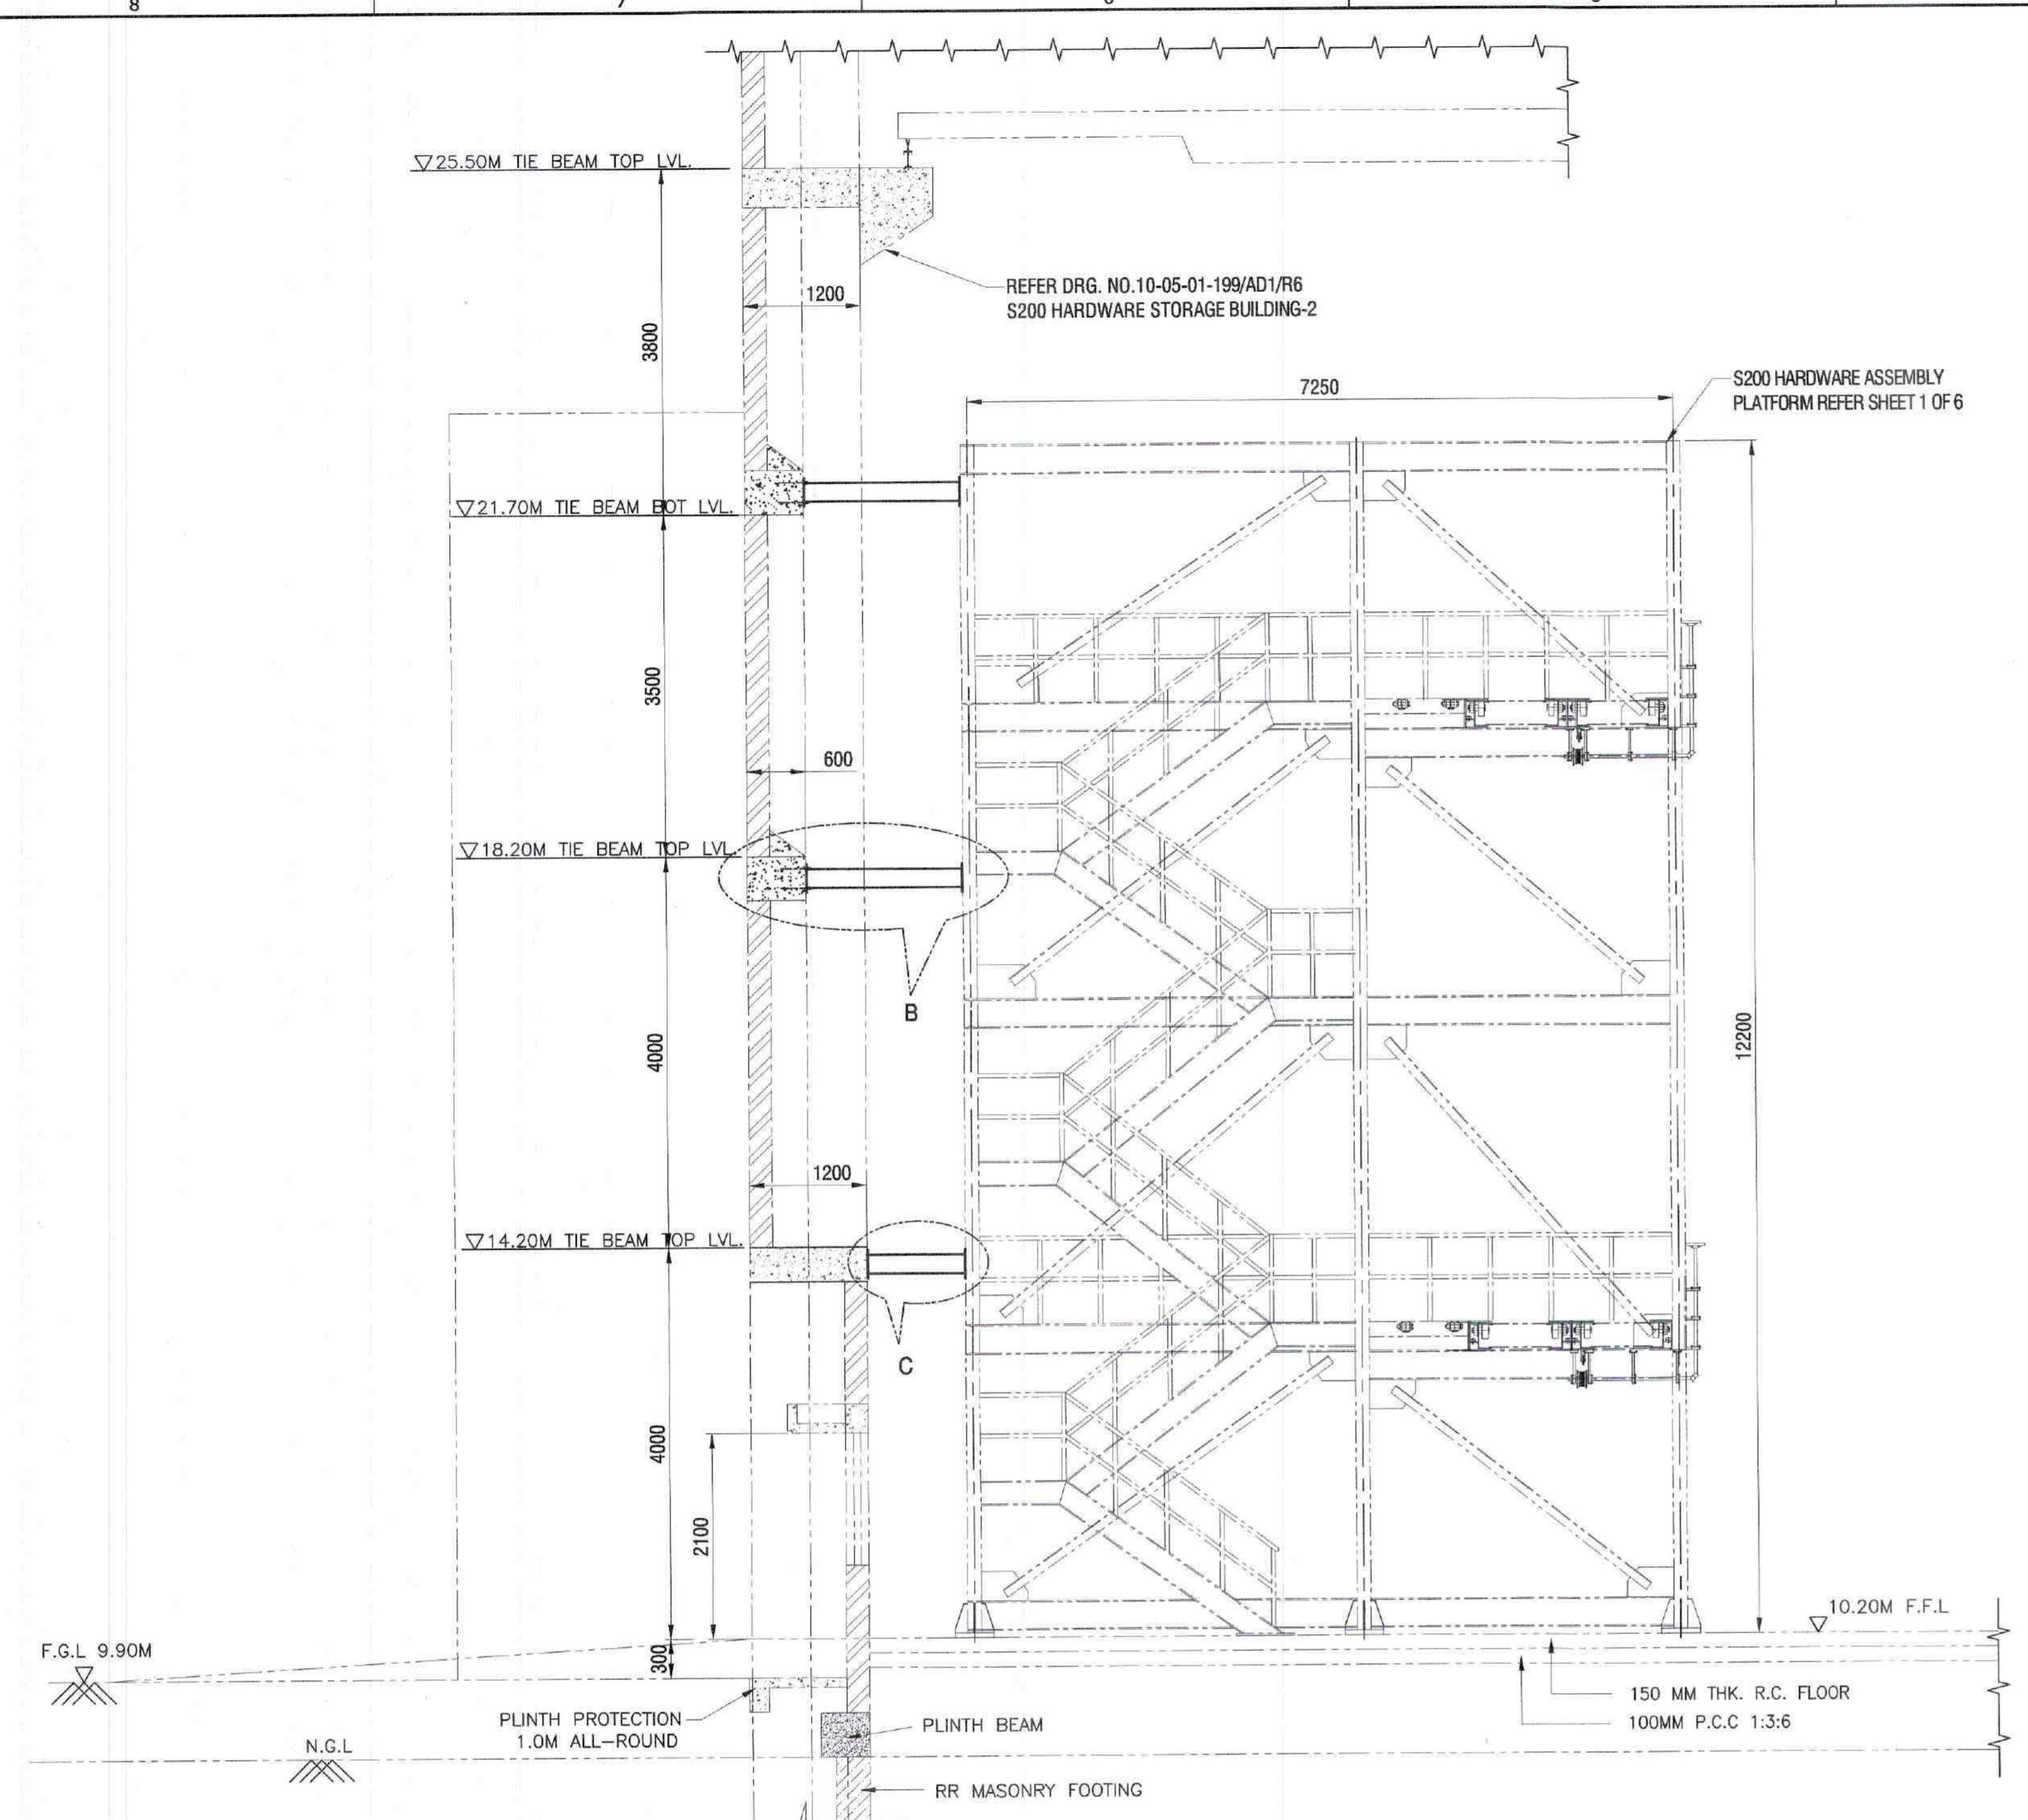 8
7
25.50M TIE BEAM TOP LVL.
REFER DRG. NO.10-05-01-199/AD1/R6
S200 HARDWARE STORAGE BUILDING-2
1200
3800
7250
S200 HARDWARE ASSEMBLY
PLATFORM REFER SHEET 1 OF 6
21.70M TIE BEAM BOT LVL.
3500
600
18.20M TIE BEAM TOP LVL.
B
4000
12200
1200
14.20M TIE BEAM TOP LVL.
C
4000
2100
10.20M F.F.L
F.G.L 9.90M
300
150 MM THK. R.C. FLOOR
100MM P.C.C 1:3:6
PLINTH PROTECTION
1.0M ALL-ROUND
PLINTH BEAM
N.G.L
RR MASONRY FOOTING